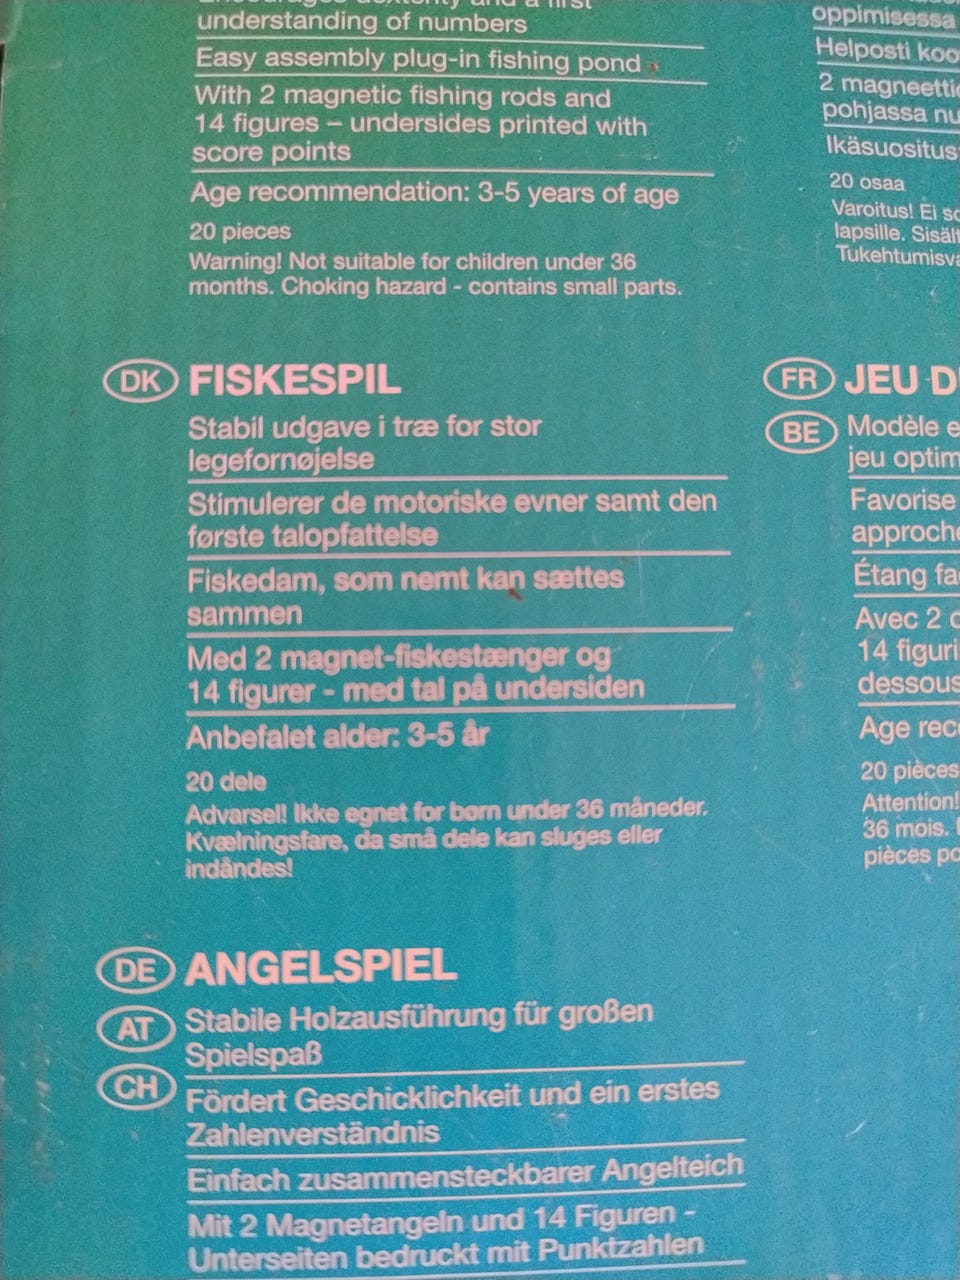 understanding of numbers
Easy assembly plug-in fishing pond
With 2 magnetic fishing rods and
14 figures – undersides printed with
score points
Age recommendation: 3-5 years of age
20 pieces
Warning! Not suitable for children under 36
months. Choking hazard - contains small parts.
DK FISKESPIL
Stabil udgave i træ for stor
legefornøjelse
Stimulerer de motoriske evner samt den
første talopfattelse
Fiskedam, som nemt kan sættes
sammen
Med 2 magnet-fiskestænger og
14 figurer - med tal på undersiden
Anbefalet alder: 3-5 år
20 dele
Advarsel! Ikke egnet for børn under 36 måneder.
Kvælningsfare, da små dele kan sluges eller
indåndes!
DE ANGELSPIEL
AT
CH
Stabile Holzausführung für großen
Spielspaß
Fördert Geschicklichkeit und ein erstes
Zahlenverständnis
Einfach zusammensteckbarer Angelteich
Mit 2 Magnetangeln und 14 Figuren -
Unterseiten bedruckt mit Punktzahlen
oppimisessa
Helposti
2
pohjassa
20 osaa
Varoitus! Ei
lapsille.
FR JEU
BE Modèle
jeu
Favorise
Étang
Avec 2
14
Age
20 pièces
Attention!
36 mois.
pièces